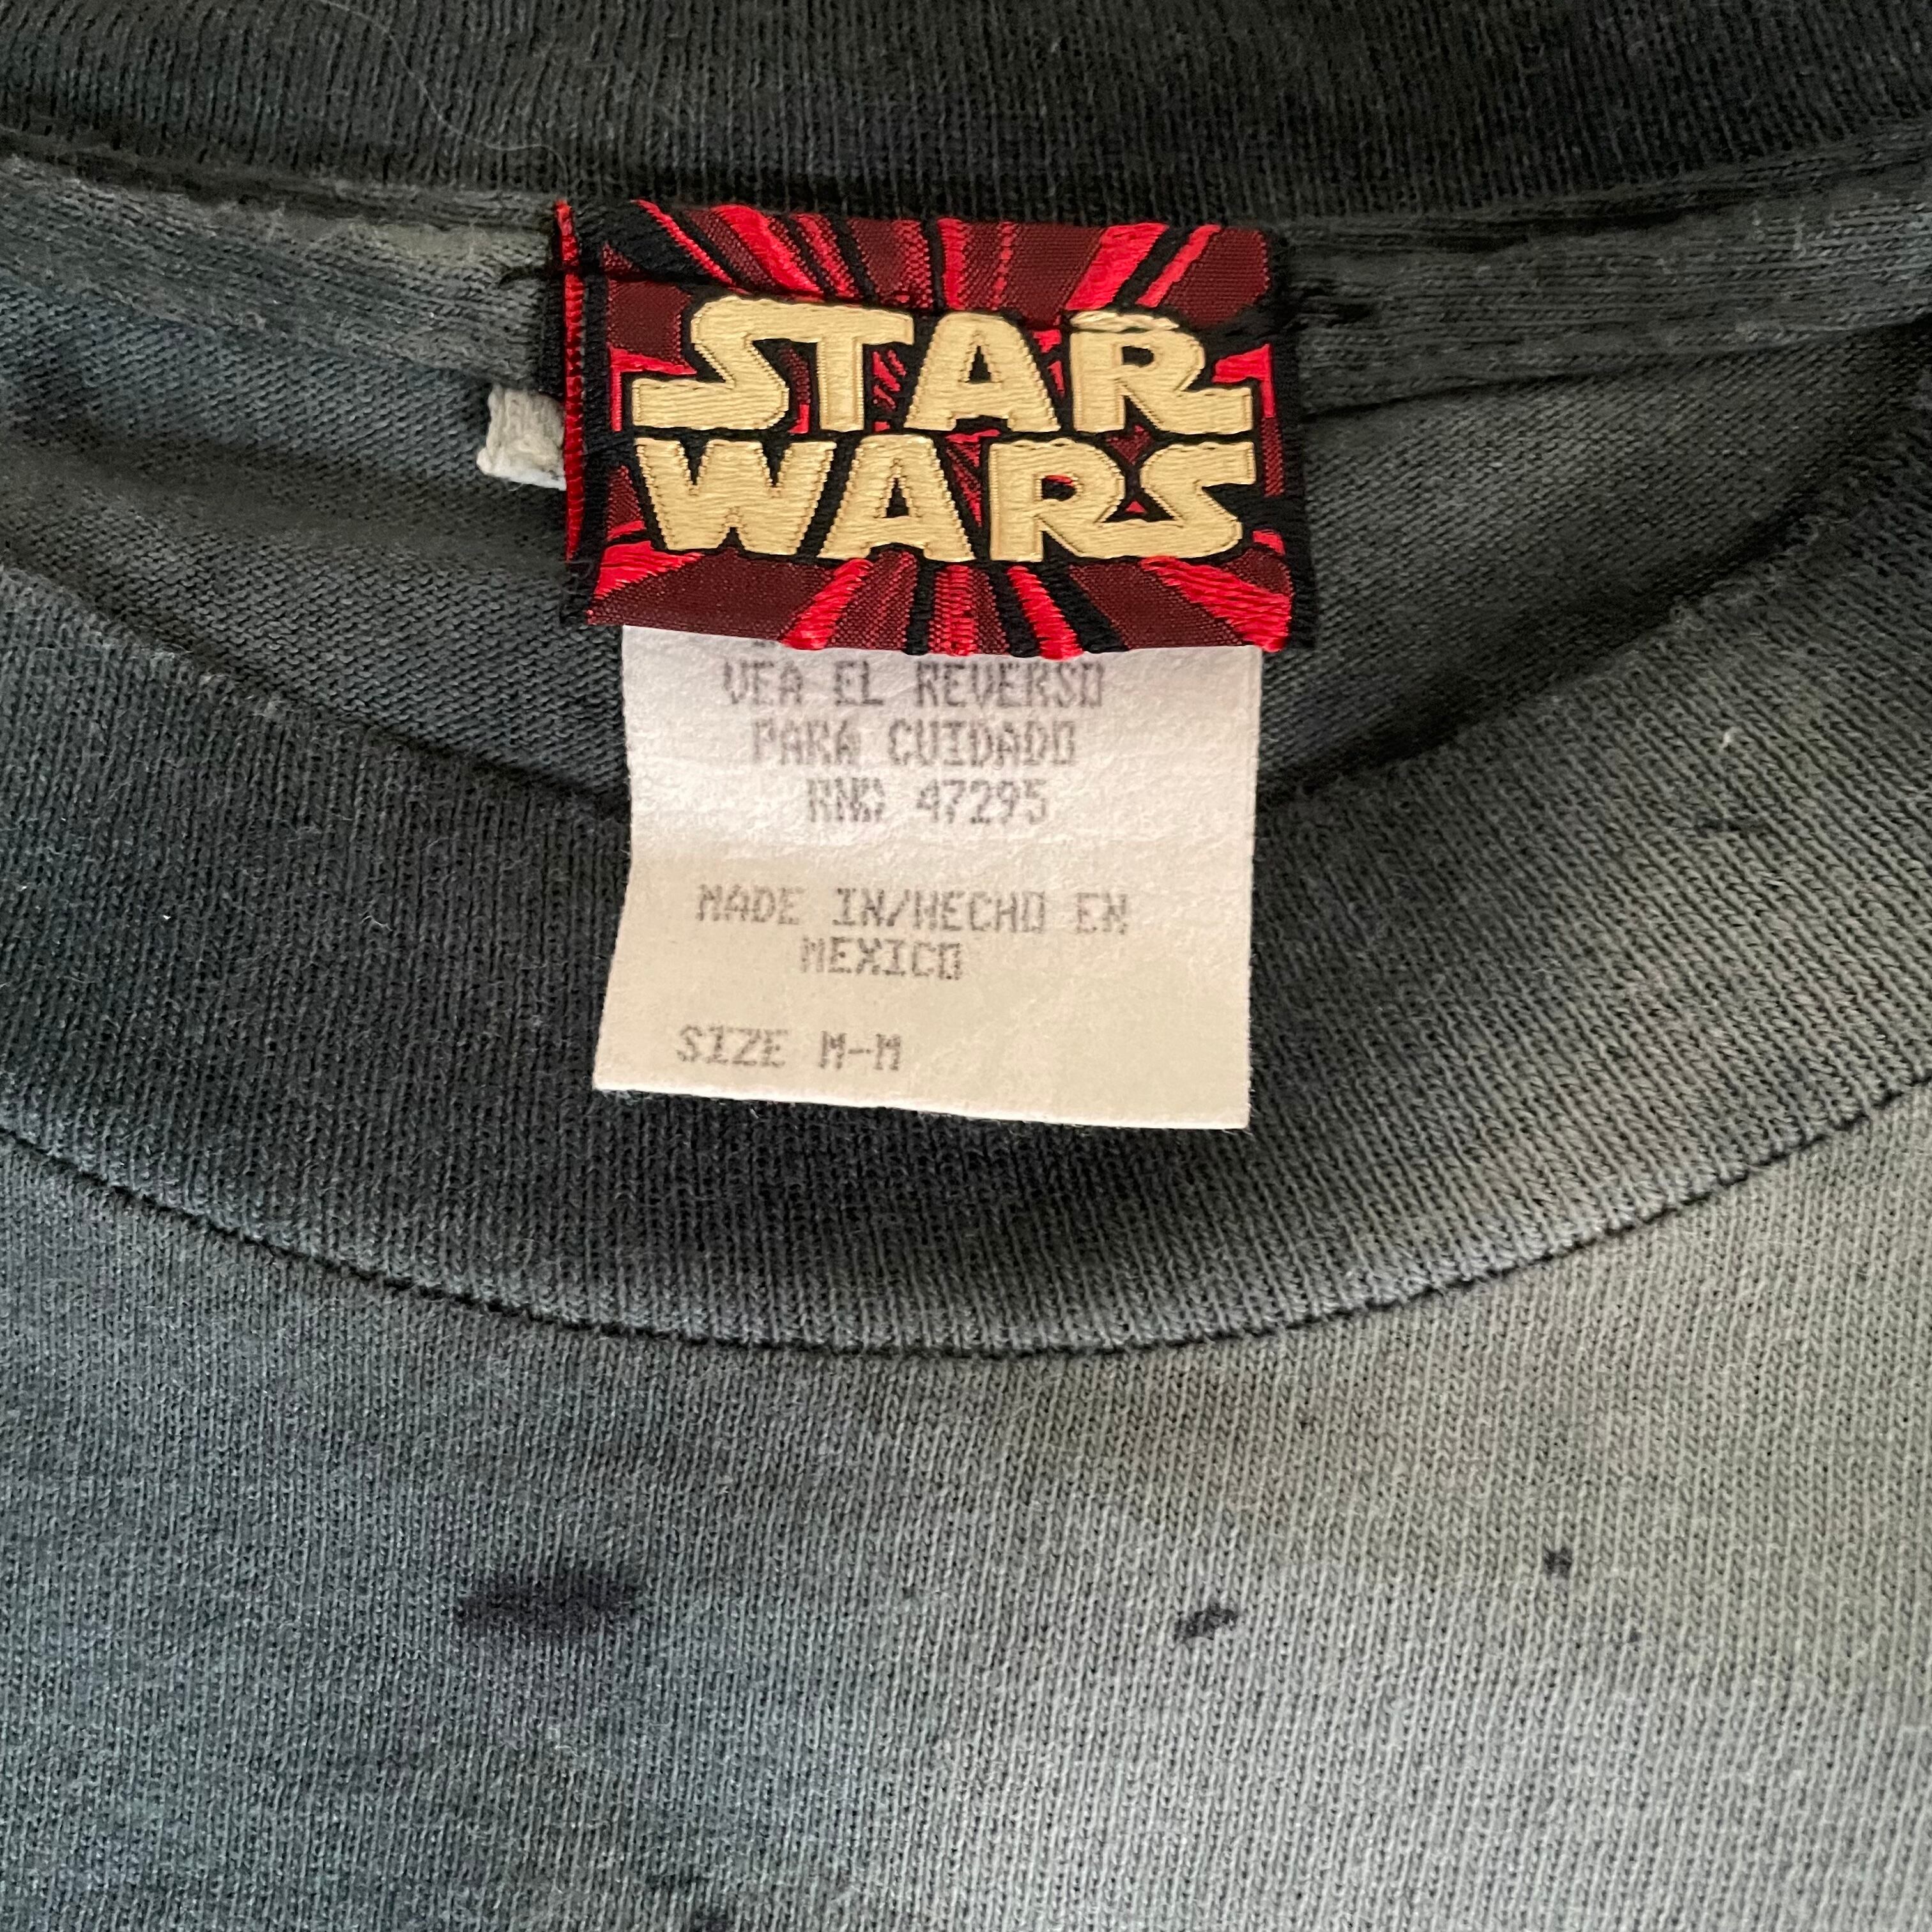 STAR
WARS
VEA EL REVERSO
PARA CUIDADO
RN# 47295
MADE IN/HECHO EN
MEXICO
SIZE M-M